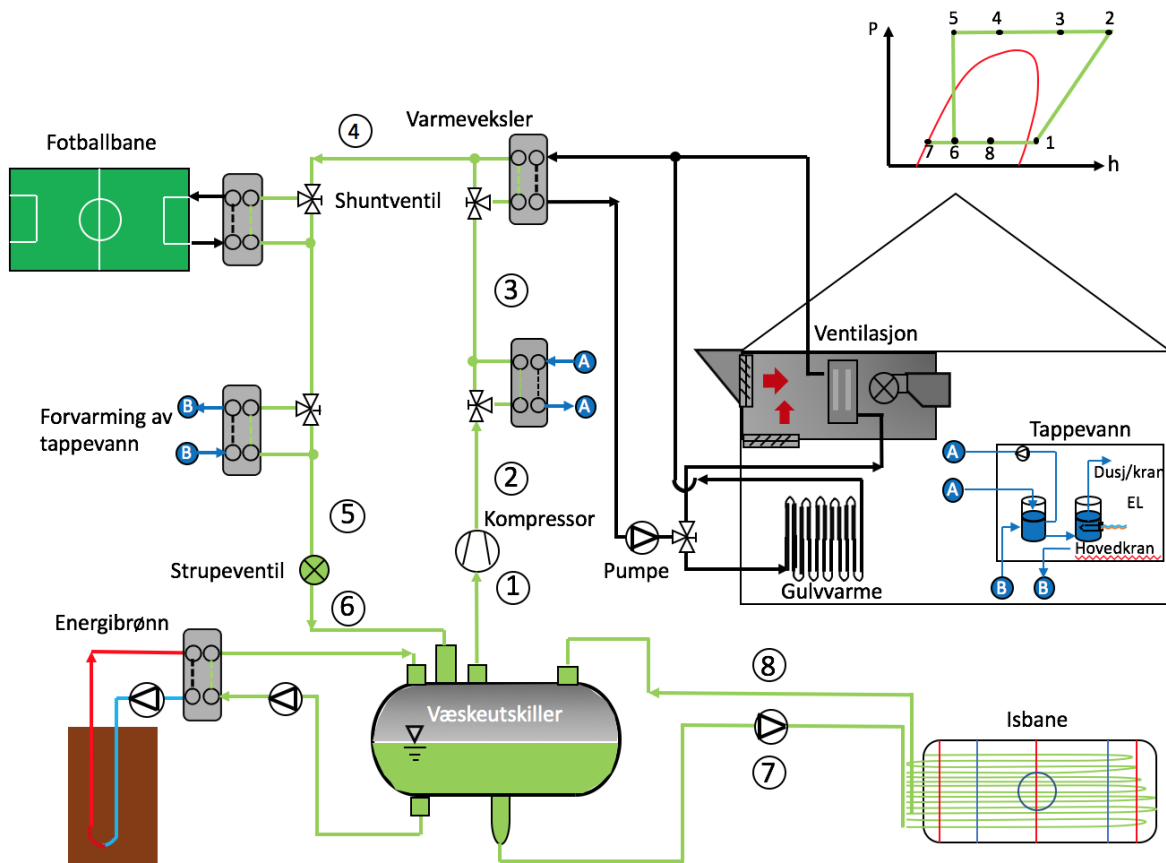 P
5
4
3
2
7
6
8
1
h
Fotballbane
4
Varmeveksler
Shuntventil
3
A
A
Ventilasjon
Forvarming av
tappevann
B
B
2
5
Kompressor
Strupeventil
1
Pumpe
Gulvvarme
Tappevann
A
A
Dusj/kran
EL
Hovedkran
B
B
Energibrønn
6
Væskeutskiller
8
7
Isbane